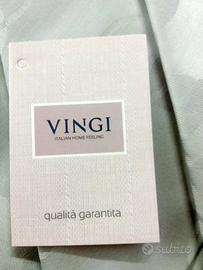 VINGI
ITALIAN HOME FEELING
qualità garantita
subito